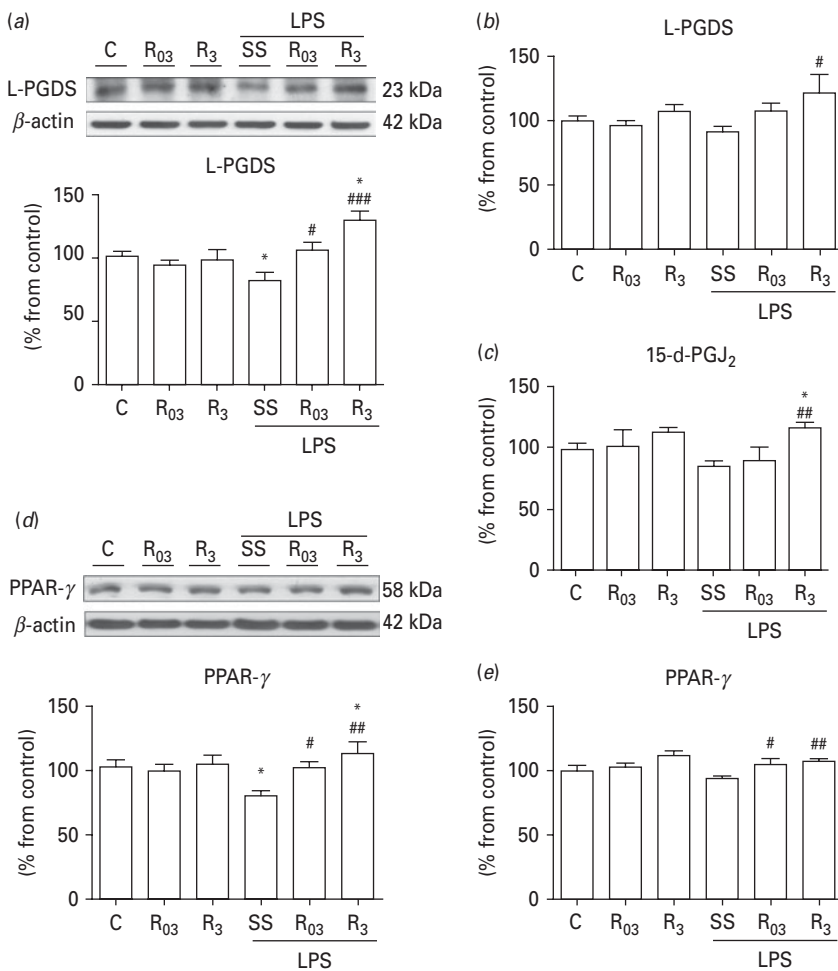 (a)
LPS
C R₀₃ R₃ SS R₀₃ R₃
L-PGDS 23 kDa
β-actin 42 kDa
L-PGDS
(% from control)
150
100
50
0
* # * ###
C R₀₃ R₃ SS R₀₃ R₃
LPS
(b)
L-PGDS
(% from control)
150
100
50
0
#
C R₀₃ R₃ SS R₀₃ R₃
LPS
(c)
15-d-PGJ₂
(% from control)
150
100
50
0
*
##
C R₀₃ R₃ SS R₀₃ R₃
LPS
(d)
LPS
C R₀₃ R₃ SS R₀₃ R₃
PPAR-γ 58 kDa
β-actin 42 kDa
PPAR-γ
(% from control)
150
100
50
0
* # * ##
C R₀₃ R₃ SS R₀₃ R₃
LPS
(e)
PPAR-γ
(% from control)
150
100
50
0
# ##
C R₀₃ R₃ SS R₀₃ R₃
LPS